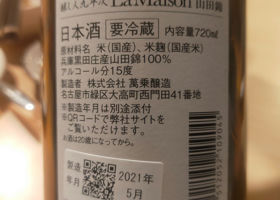 醸し人九平次 La Maison 山田錦
日本酒 要冷蔵 内容量720ml
原材料名 米(国産)、米麹(国産)
兵庫黒田庄産山田錦100%
アルコール分15度
製造者 株式会社 萬乗醸造
名古屋市緑区大高町西門田41番地
※製造年月は別途添付
※QRコードで弊社サイトを
ご覧いただけます。
お酒は20歳になってから。
製造年月
2021年
5月